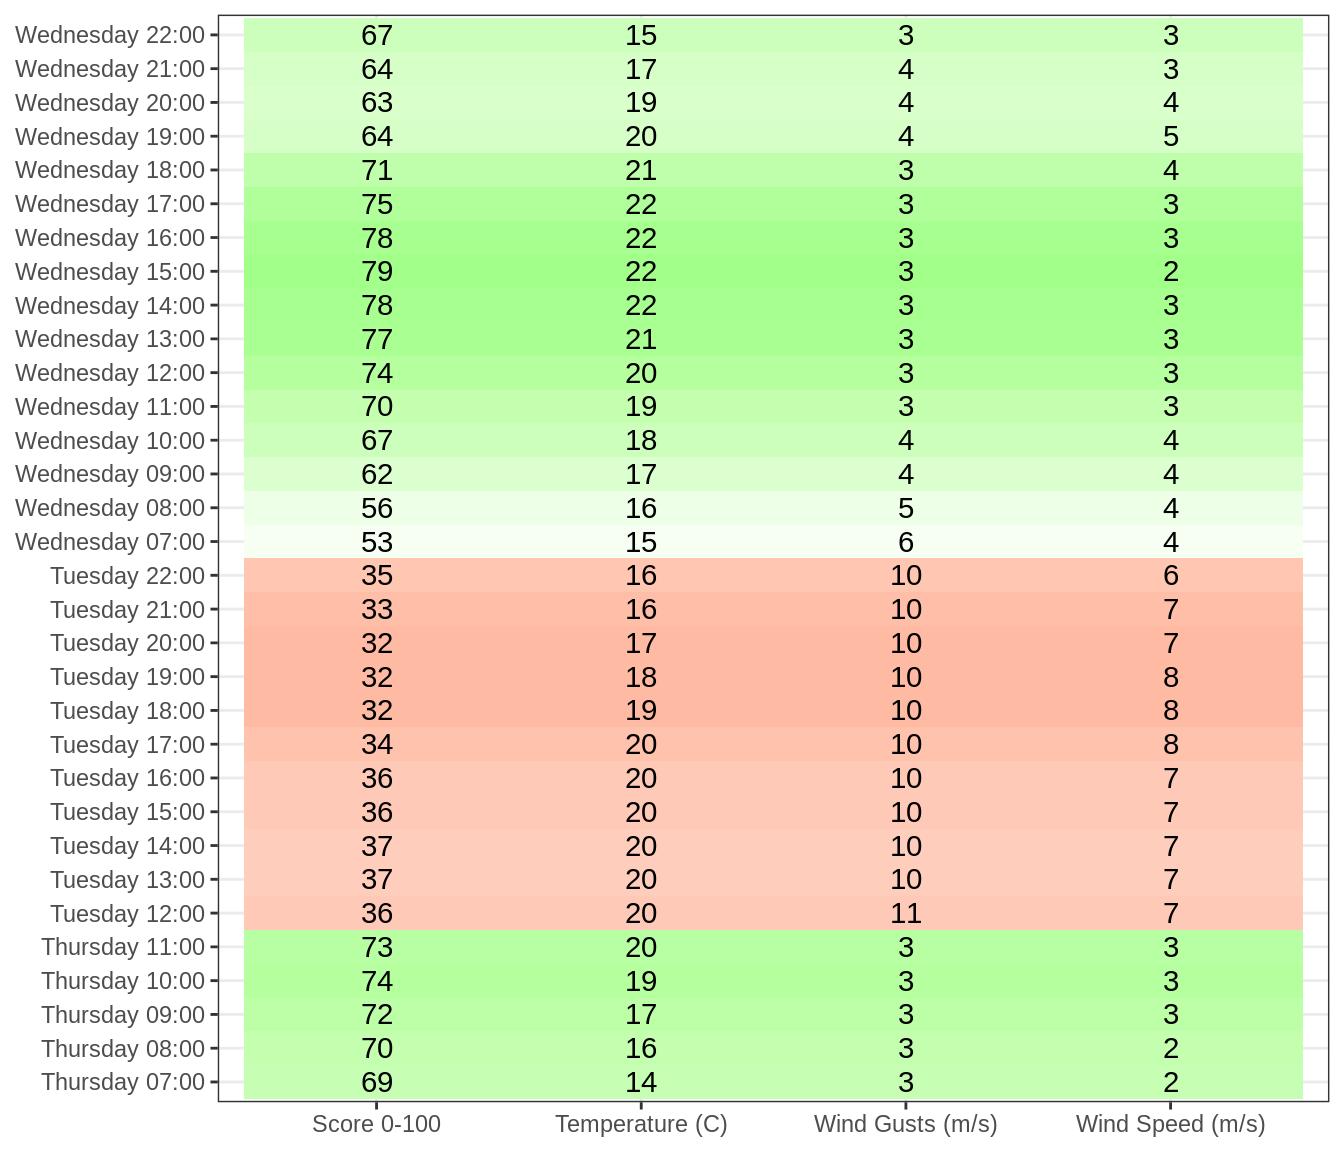 Wednesday 22:00 67 15 3 3
Wednesday 21:00 64 17 4 3
Wednesday 20:00 63 19 4 4
Wednesday 19:00 64 20 4 5
Wednesday 18:00 71 21 3 4
Wednesday 17:00 75 22 3 3
Wednesday 16:00 78 22 3 3
Wednesday 15:00 79 22 3 2
Wednesday 14:00 78 22 3 3
Wednesday 13:00 77 21 3 3
Wednesday 12:00 74 20 3 3
Wednesday 11:00 70 19 3 3
Wednesday 10:00 67 18 4 4
Wednesday 09:00 62 17 4 4
Wednesday 08:00 56 16 5 4
Wednesday 07:00 53 15 6 4
Tuesday 22:00 35 16 10 6
Tuesday 21:00 33 16 10 7
Tuesday 20:00 32 17 10 7
Tuesday 19:00 32 18 10 8
Tuesday 18:00 32 19 10 8
Tuesday 17:00 34 20 10 8
Tuesday 16:00 36 20 10 7
Tuesday 15:00 36 20 10 7
Tuesday 14:00 37 20 10 7
Tuesday 13:00 37 20 10 7
Tuesday 12:00 36 20 11 7
Thursday 11:00 73 20 3 3
Thursday 10:00 74 19 3 3
Thursday 09:00 72 17 3 3
Thursday 08:00 70 16 3 2
Thursday 07:00 69 14 3 2
Score 0-100 Temperature (C) Wind Gusts (m/s) Wind Speed (m/s)